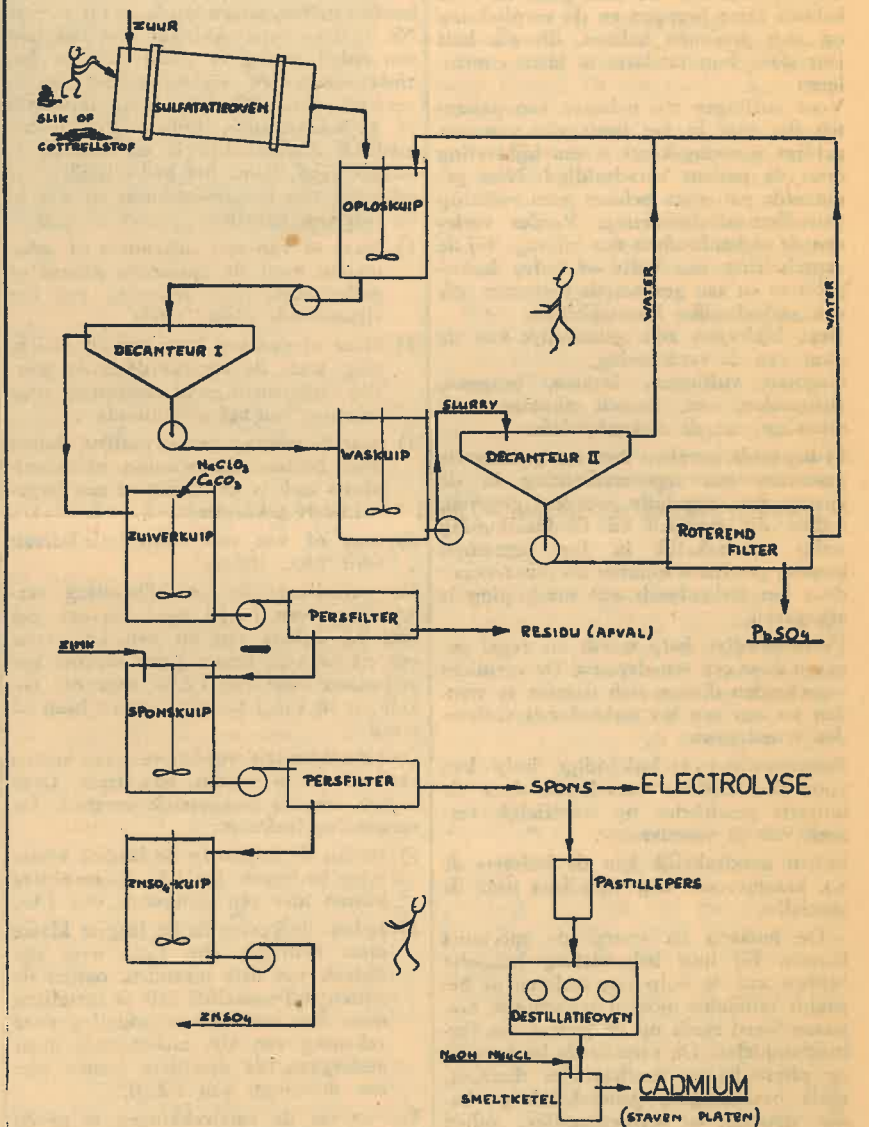 ZUUR
SLIK OF
COTTRELLSTOF
SULFATATIEOVEN
OPLOSKUIP
WATER
WATER
DECANTEUR I
WASKUIP
SLURRY
DECANTEUR II
ROTEREND
FILTER
PbSO4
NaClO3
CaCO3
ZUIVERKUIP
PERSFILTER
RESIDU (AFVAL)
ZINK
SPONSKUIP
PERSFILTER
SPONS
ELECTROLYSE
ZNSO4-KUIP
ZNSO4
PASTILLEPERS
DESTILLATIEOVEN
NaOH NH4CL
SMELTKETEL
CADMIUM
(STAVEN PLATEN)